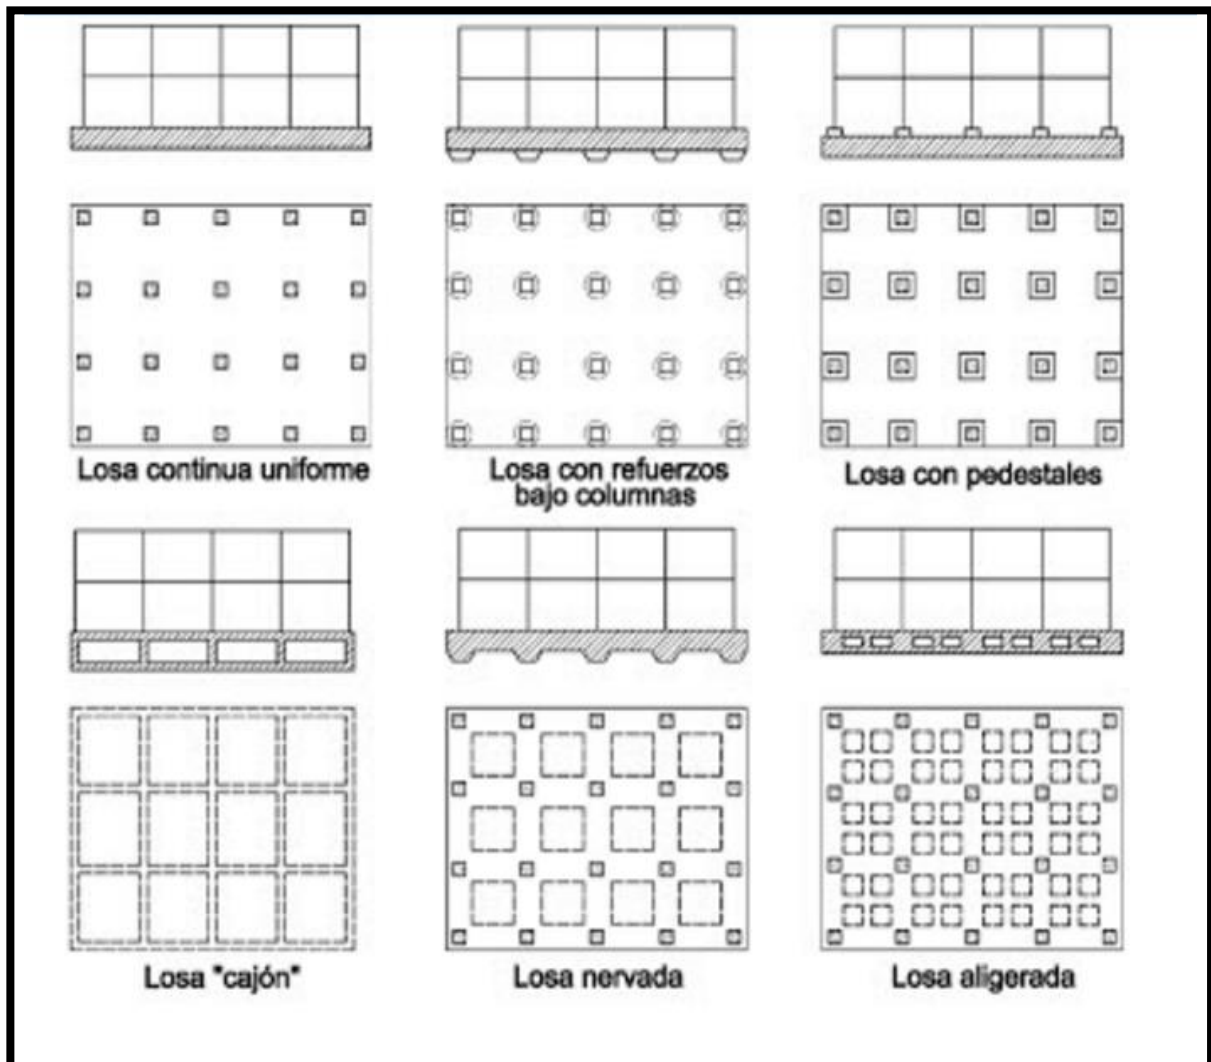 Losa continua uniforme
Losa con refuerzos
bajo columnas
Losa con pedestales
Losa "cajón"
Losa nervada
Losa aligerada